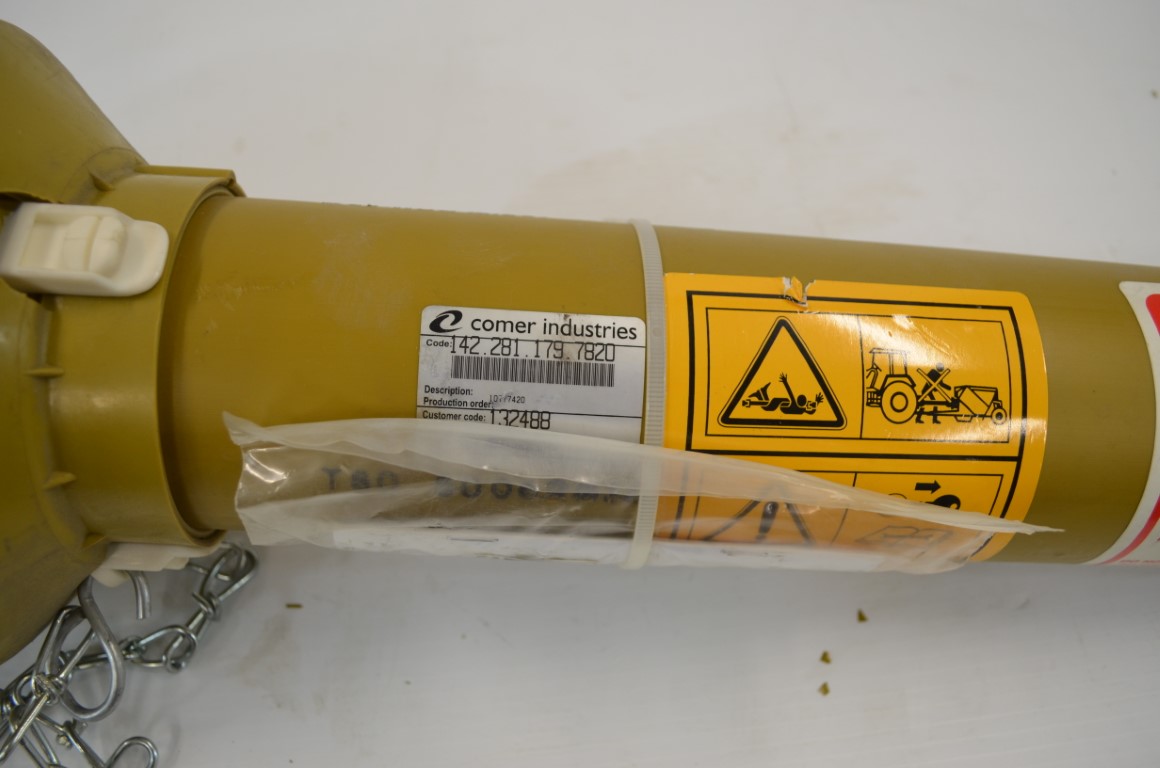 comer industries
Code: 142.281.179.7820
Description:
Production order:
Customer code: 132488